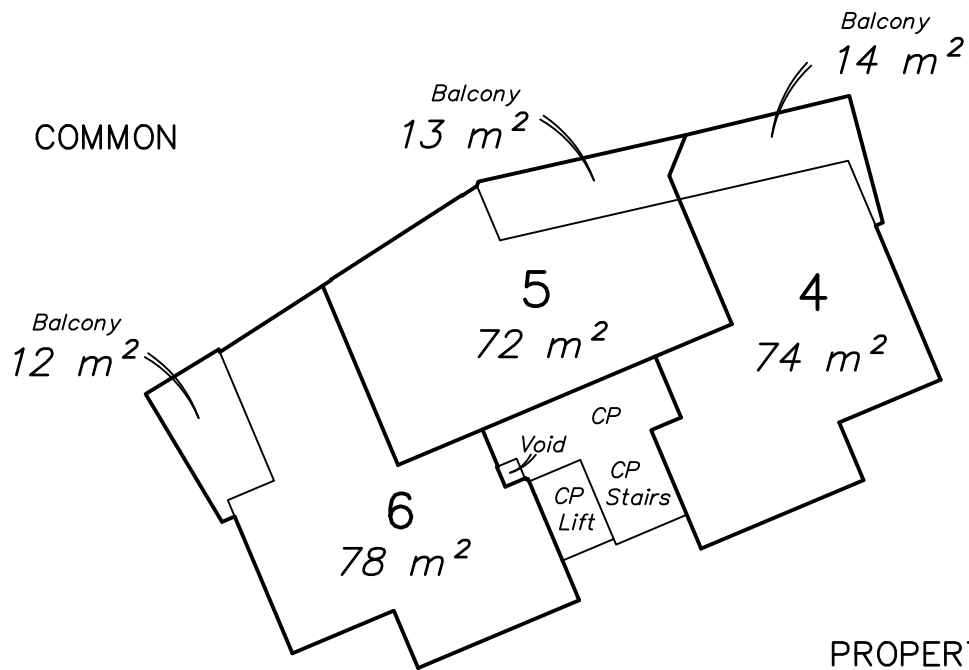 Balcony
14 m²
Balcony
13 m²
COMMON
5
72 m²
4
74 m²
Balcony
12 m²
CP
Void
CP
Stairs
CP
Lift
6
78 m²
PROPERT